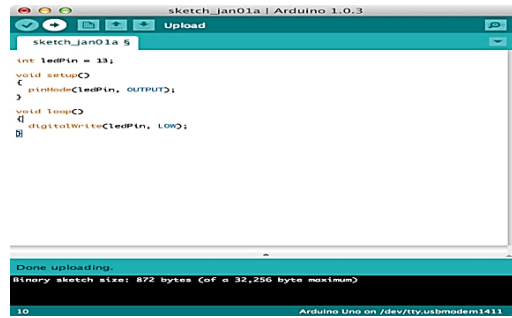 sketch_jan01a | Arduino 1.0.3
Upload
sketch_jan01a §
int ledPin = 13;
void setup()
{
pinMode(ledPin, OUTPUT);
}
void loop()
{
digitalWrite(ledPin, LOW);
}
Done uploading.
Binary sketch size: 872 bytes (of a 32,256 byte maximum)
10
Arduino Uno on /dev/tty.usbmodem1411